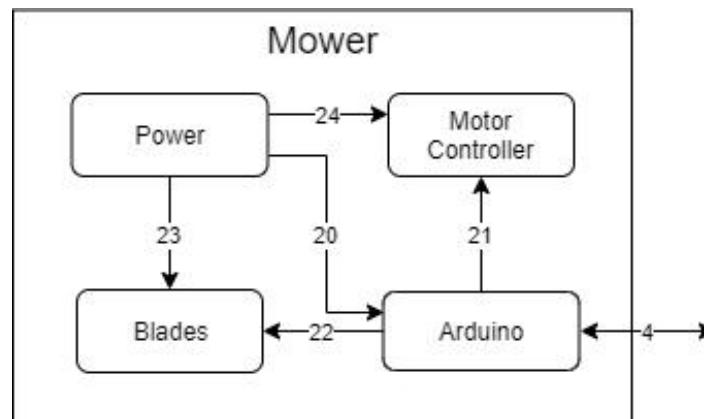 Mower
Power
24
Motor
Controller
23
20
21
Blades
22
Arduino
4